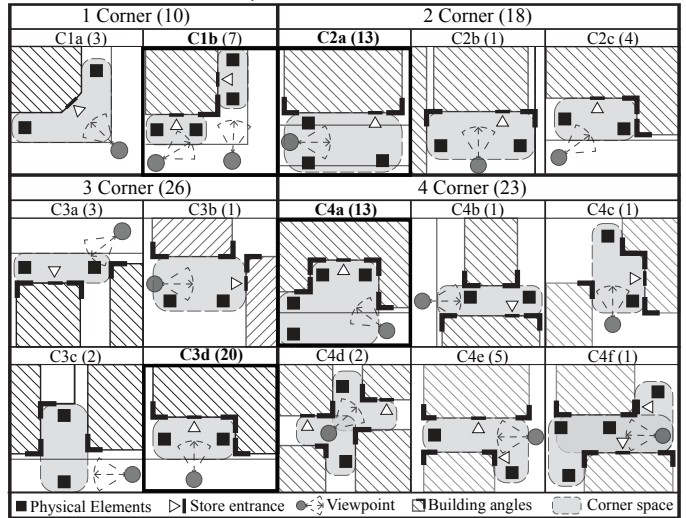 1 Corner (10) 2 Corner (18)
C1a (3) C1b (7) C2a (13) C2b (1) C2c (4)
3 Corner (26) 4 Corner (23)
C3a (3) C3b (1) C4a (13) C4b (1) C4c (1)
C3c (2) C3d (20) C4d (2) C4e (5) C4f (1)
Physical Elements Store entrance Viewpoint Building angles Corner space